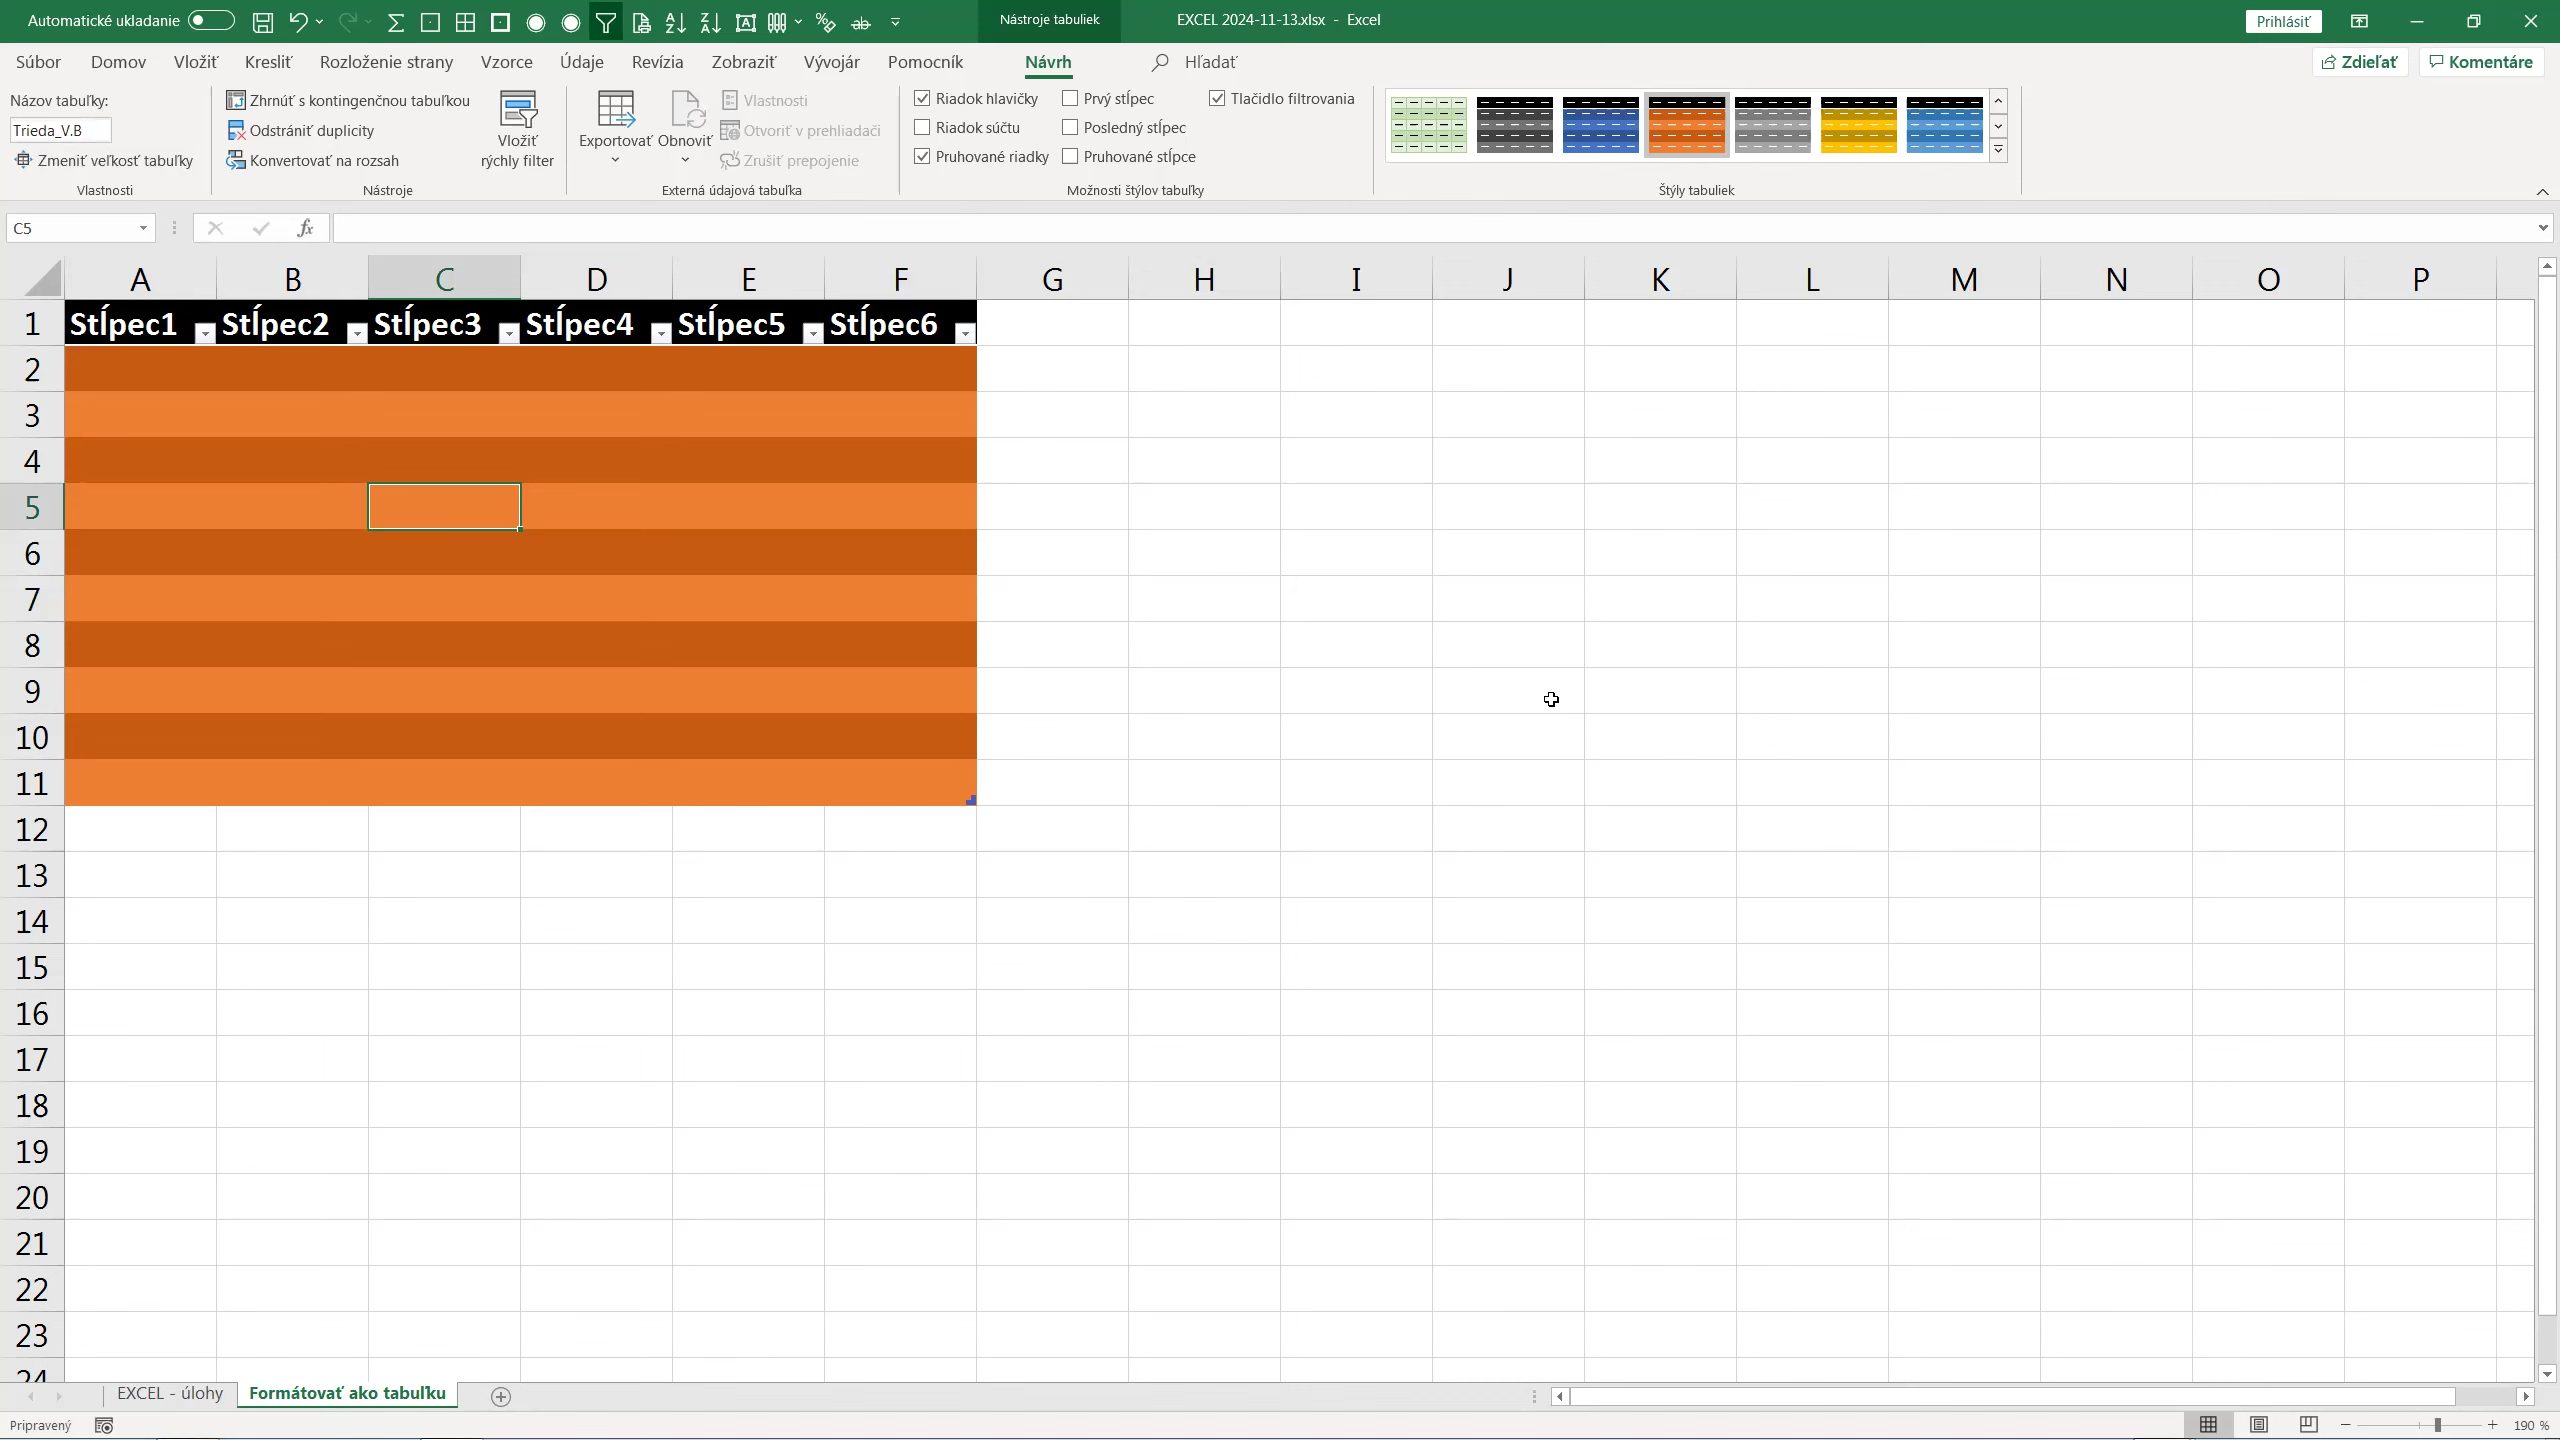 Automatické ukladanie
Nástroje tabuliek
EXCEL 2024-11-13.xlsx - Excel
Prihlásiť
Súbor Domov Vložiť Kresliť Rozloženie strany Vzorce Údaje Revízia Zobraziť Vývojár Pomocník Návrh Hľadať
Zdieľať Komentáre
Názov tabuľky:
Trieda_V.B
Zmeniť veľkosť tabuľky
Vlastnosti
Zhrnúť s kontingenčnou tabuľkou
Odstrániť duplicity
Konvertovať na rozsah
Vložiť
rýchly filter
Nástroje
Exportovať
Obnoviť
Vlastnosti
Otvoriť v prehliadači
Zrušiť prepojenie
Externá údajová tabuľka
Riadok hlavičky
Riadok súčtu
Pruhované riadky
Prvý stĺpec
Posledný stĺpec
Pruhované stĺpce
Tlačidlo filtrovania
Možnosti štýlov tabuľky
Štýly tabuliek
C5
fx
A B C D E F G H I J K L M N O P
1 Stĺpec1 Stĺpec2 Stĺpec3 Stĺpec4 Stĺpec5 Stĺpec6
2
3
4
5
6
7
8
9
10
11
12
13
14
15
16
17
18
19
20
21
22
23
24
EXCEL - úlohy
Formátovať ako tabuľku
Pripravený
190 %